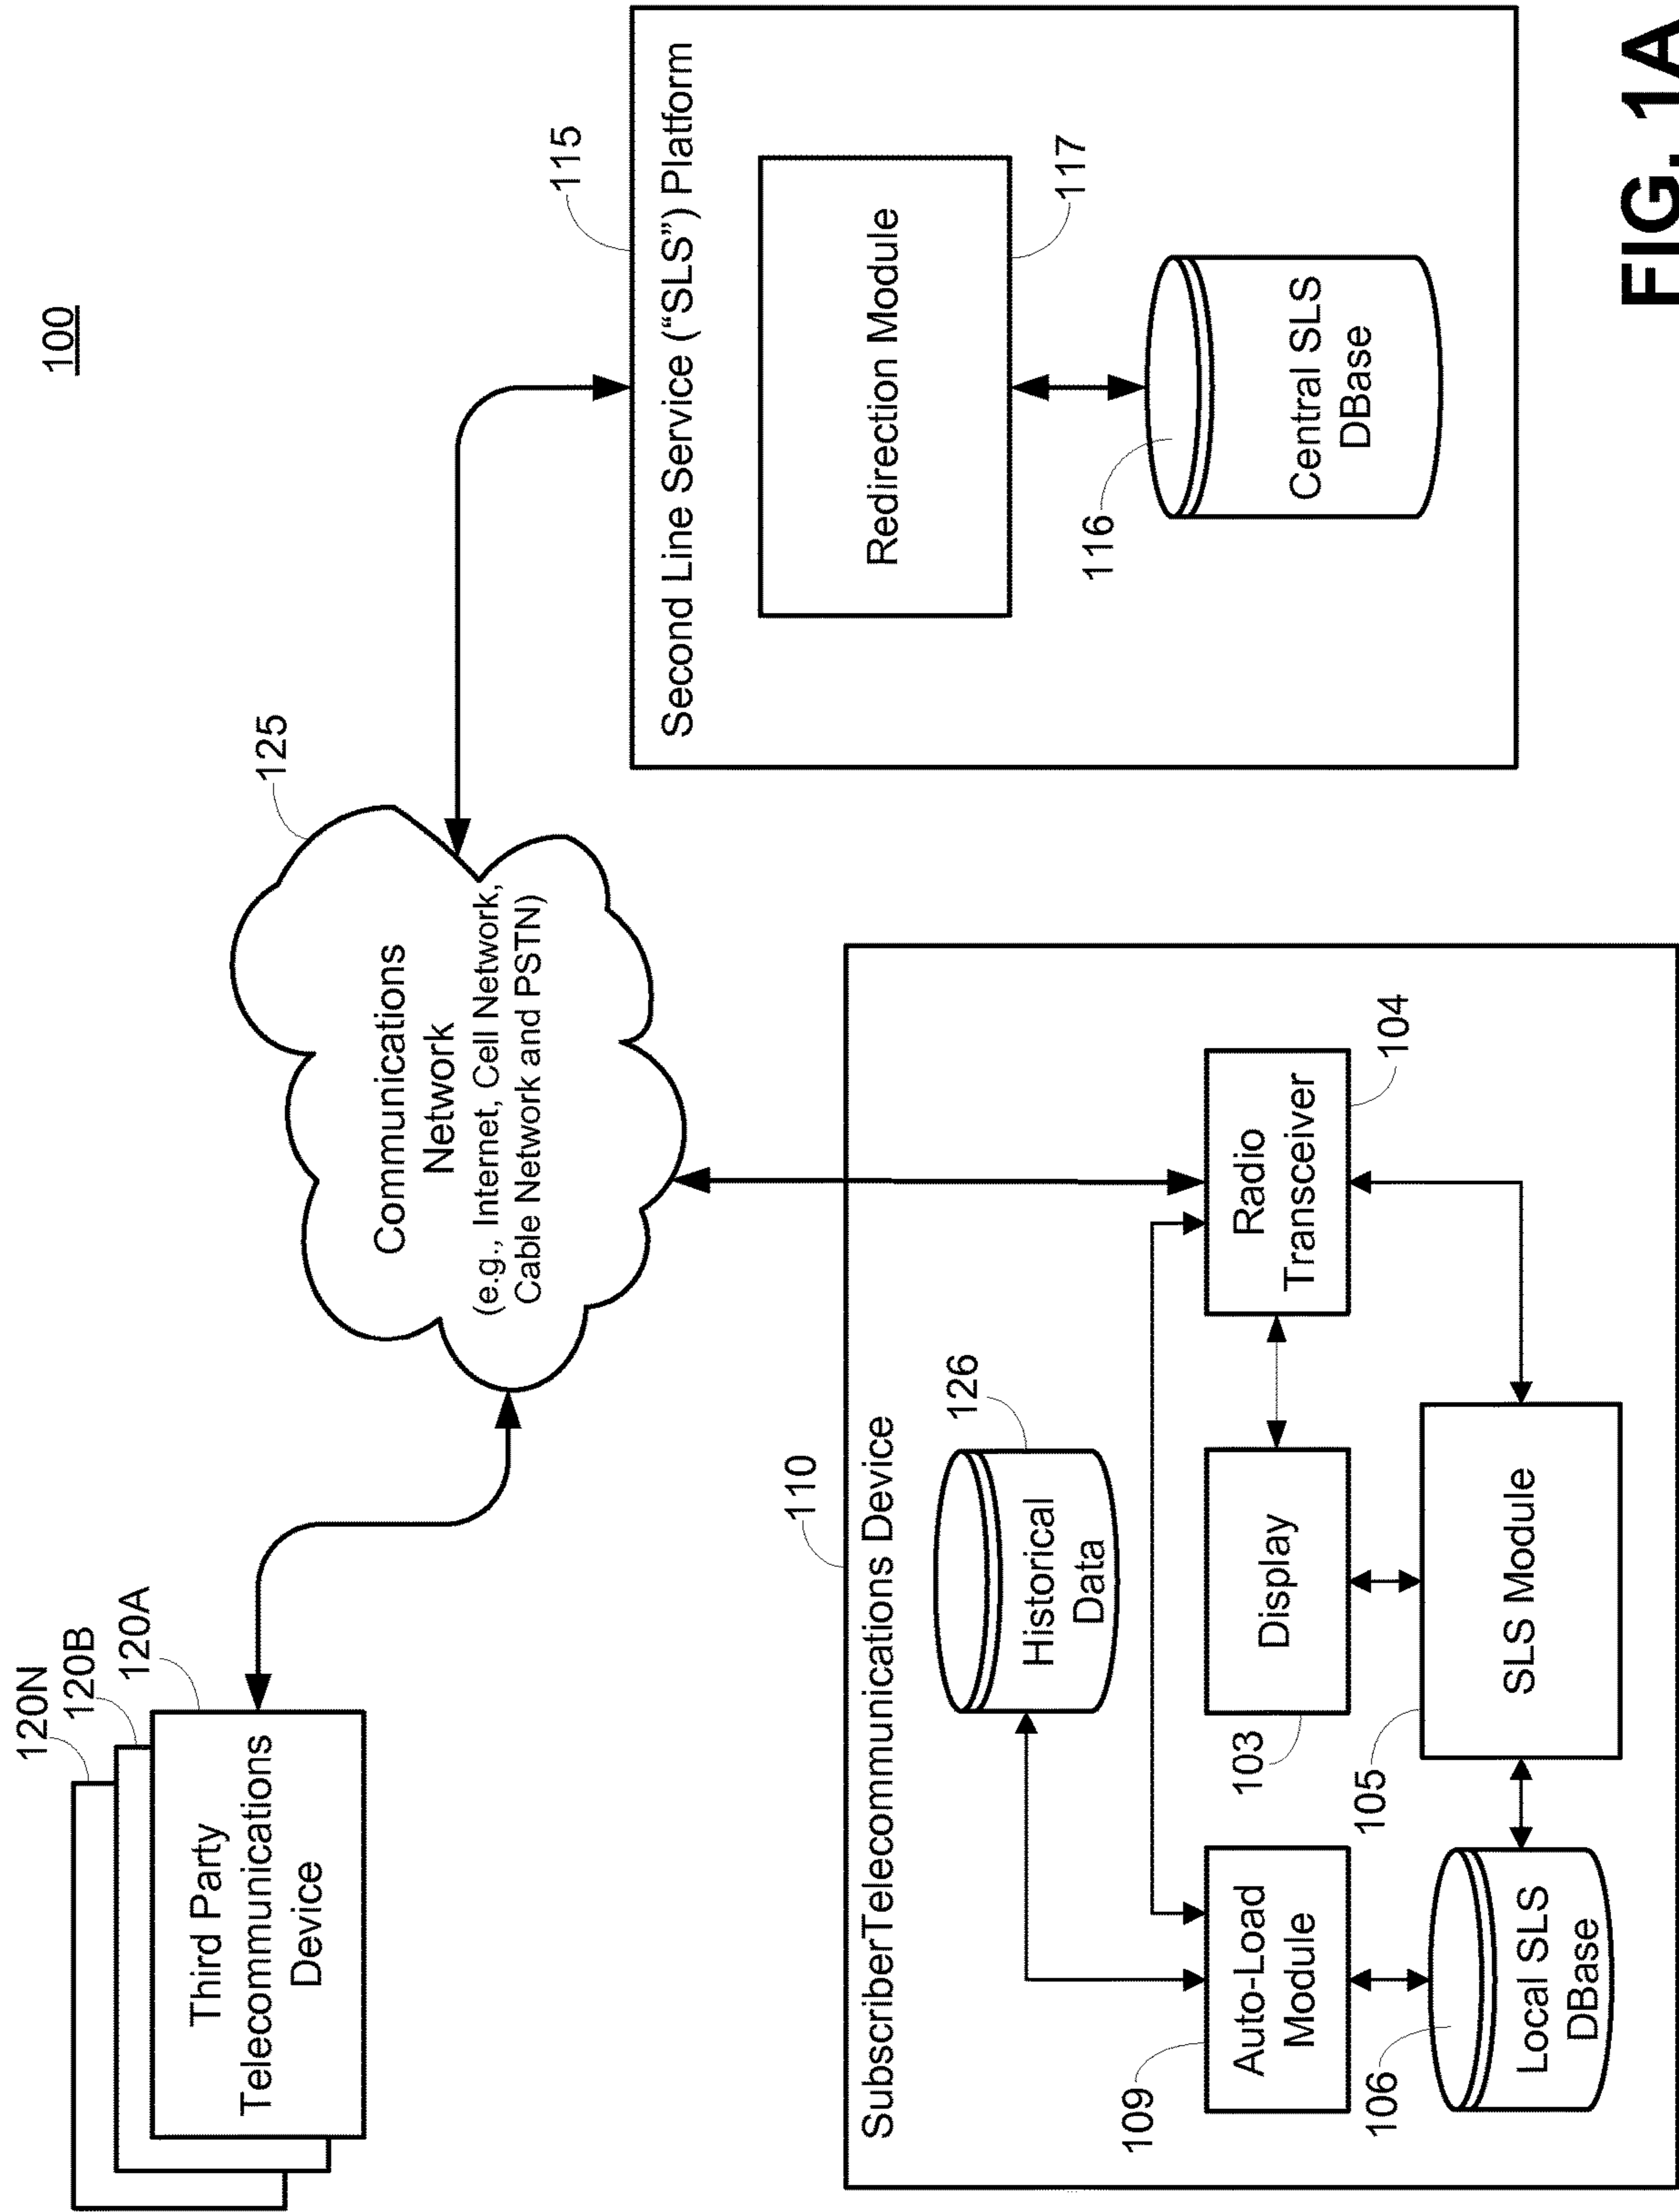 100
120N
120B
120A
Third Party
Telecommunications
Device
125
Communications
Network
(e.g., Internet, Cell Network,
Cable Network and PSTN)
115
Second Line Service (“SLS”) Platform
Redirection Module
117
116
Central SLS
DBase
110
SubscriberTelecommunications Device
126
Historical
Data
109
Auto-Load
Module
103
Display
Radio
Transceiver
104
106
Local SLS
DBase
105
SLS Module
FIG. 1A